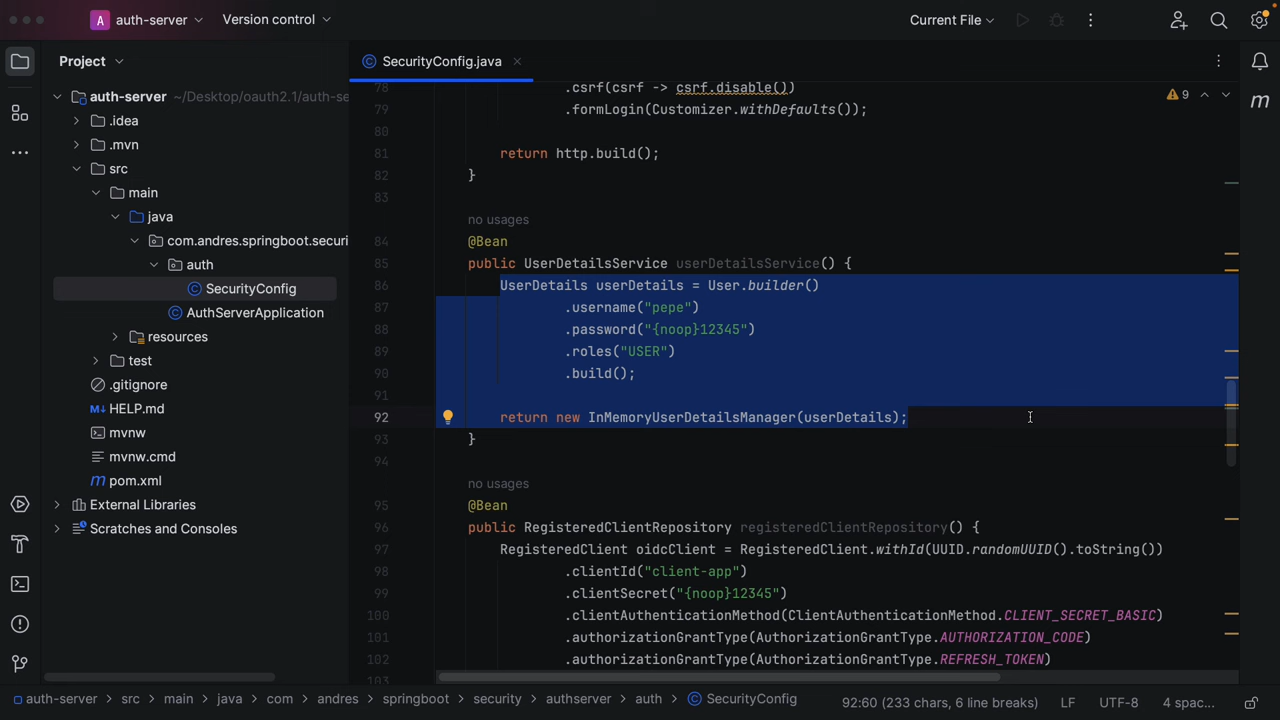 A auth-server Version control Current File
Project
SecurityConfig.java
auth-server ~/Desktop/oauth2.1/auth-se
.idea
.mvn
src
main
java
com.andres.springboot.securi
auth
SecurityConfig
AuthServerApplication
resources
test
.gitignore
M↓ HELP.md
mvnw
mvnw.cmd
m pom.xml
External Libraries
Scratches and Consoles
9
m
78 .csrf(csrf -> csrf.disable())
79 .formLogin(Customizer.withDefaults());
80
81 return http.build();
82 }
83
no usages
84 @Bean
85 public UserDetailsService userDetailsService() {
86 UserDetails userDetails = User.builder()
87 .username("pepe")
88 .password("{noop}12345")
89 .roles("USER")
90 .build();
91
92 return new InMemoryUserDetailsManager(userDetails);
93 }
94
no usages
95 @Bean
96 public RegisteredClientRepository registeredClientRepository() {
97 RegisteredClient oidcClient = RegisteredClient.withId(UUID.randomUUID().toString())
98 .clientId("client-app")
99 .clientSecret("{noop}12345")
100 .clientAuthenticationMethod(ClientAuthenticationMethod.CLIENT_SECRET_BASIC)
101 .authorizationGrantType(AuthorizationGrantType.AUTHORIZATION_CODE)
102 .authorizationGrantType(AuthorizationGrantType.REFRESH_TOKEN)
103
auth-server > src > main > java > com > andres > springboot > security > authserver > auth > SecurityConfig 92:60 (233 chars, 6 line breaks) LF UTF-8 4 spac...